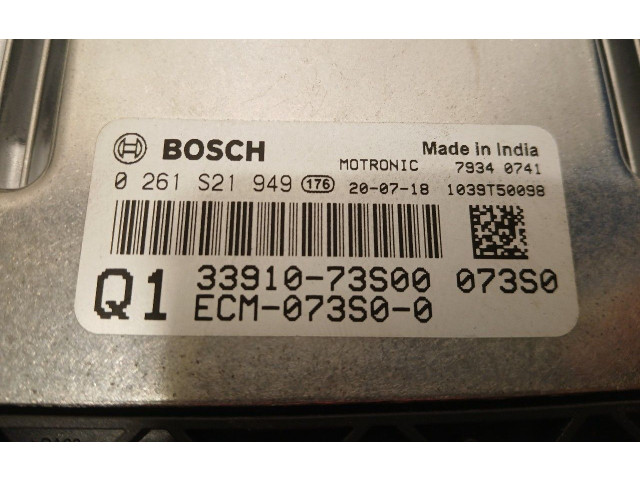 BOSCH
Made in India
MOTRONIC 7934 0741
0 261 S21 949 176 20-07-18 1039T50098
Q1 33910-73S00 073S0
ECM-073S0-0